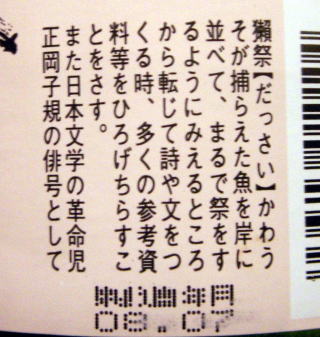 獺祭【だっさい】かわう
そが捕らえた魚を岸に
並べて、まるで祭をす
るようにみえるところ
から転じて詩や文をつ
くる時、多くの参考資
料等をひろげちらすこ
とをさす。
また日本文学の革命児
正岡子規の俳号として
製造年月
08.07